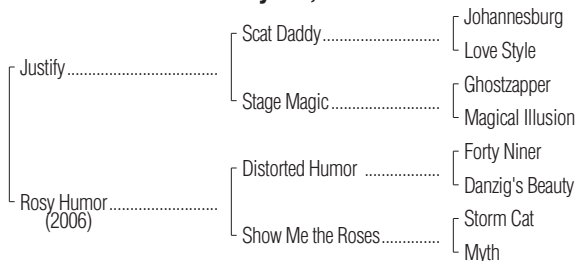 Johannesburg
Scat Daddy
Love Style
Justify
Ghostzapper
Stage Magic
Magical Illusion
Forty Niner
Distorted Humor
Danzig's Beauty
Rosy Humor
(2006)
Storm Cat
Show Me the Roses
Myth